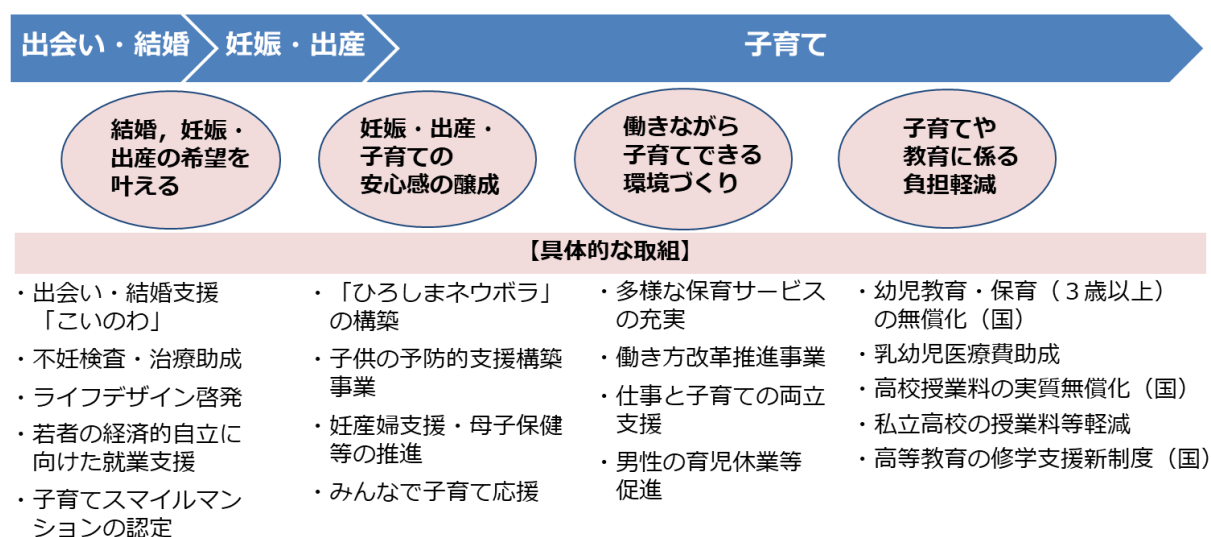 出会い・結婚
妊娠・出産
子育て
結婚，妊娠・
出産の希望を
叶える
妊娠・出産・
子育ての
安心感の醸成
働きながら
子育てできる
環境づくり
子育てや
教育に係る
負担軽減
【具体的な取組】
・出会い・結婚支援
「こいのわ」
・不妊検査・治療助成
・ライフデザイン啓発
・若者の経済的自立に
向けた就業支援
・子育てスマイルマン
ションの認定
・「ひろしまネウボラ」
の構築
・子供の予防的支援構築
事業
・妊産婦支援・母子保健
等の推進
・みんなで子育て応援
・多様な保育サービス
の充実
・働き方改革推進事業
・仕事と子育ての両立
支援
・男性の育児休業等
促進
・幼児教育・保育（３歳以上）
の無償化（国）
・乳幼児医療費助成
・高校授業料の実質無償化（国）
・私立高校の授業料等軽減
・高等教育の修学支援新制度（国）